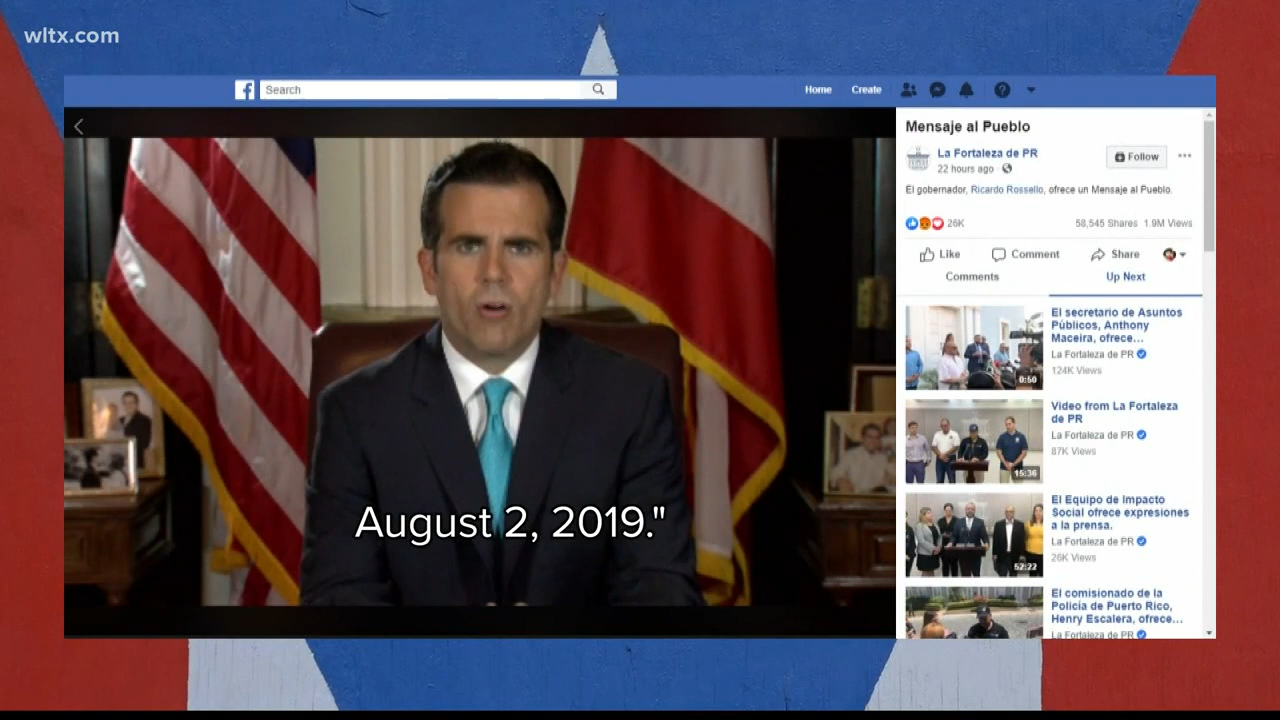 wltx.com
f
Search
Home Create
Mensaje al Pueblo
La Fortaleza de PR
22 hours ago
Follow
El gobernador, Ricardo Rossello, ofrece un Mensaje al Pueblo.
26K
58,545 Shares 1.9M Views
Like Comment Share
Comments Up Next
August 2, 2019."
0:50
El secretario de Asuntos
Públicos, Anthony
Maceira, ofrece...
La Fortaleza de PR
124K Views
15:36
Video from La Fortaleza
de PR
La Fortaleza de PR
87K Views
52:22
El Equipo de Impacto
Social ofrece expresiones
a la prensa.
La Fortaleza de PR
26K Views
El comisionado de la
Policía de Puerto Rico,
Henry Escalera, ofrece...
La Fortaleza de PR